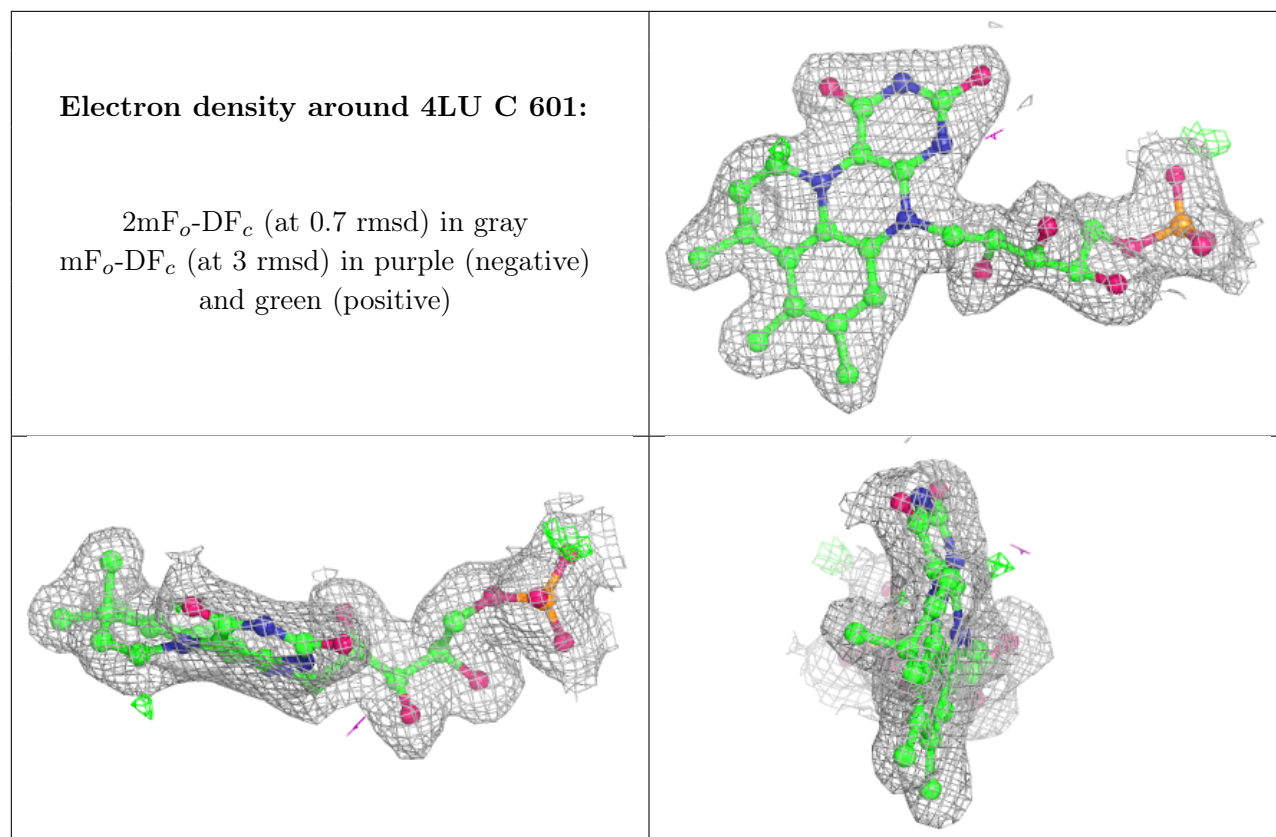 Electron density around 4LU C 601:
2mFo-DFc (at 0.7 rmsd) in gray
mFo-DFc (at 3 rmsd) in purple (negative)
and green (positive)